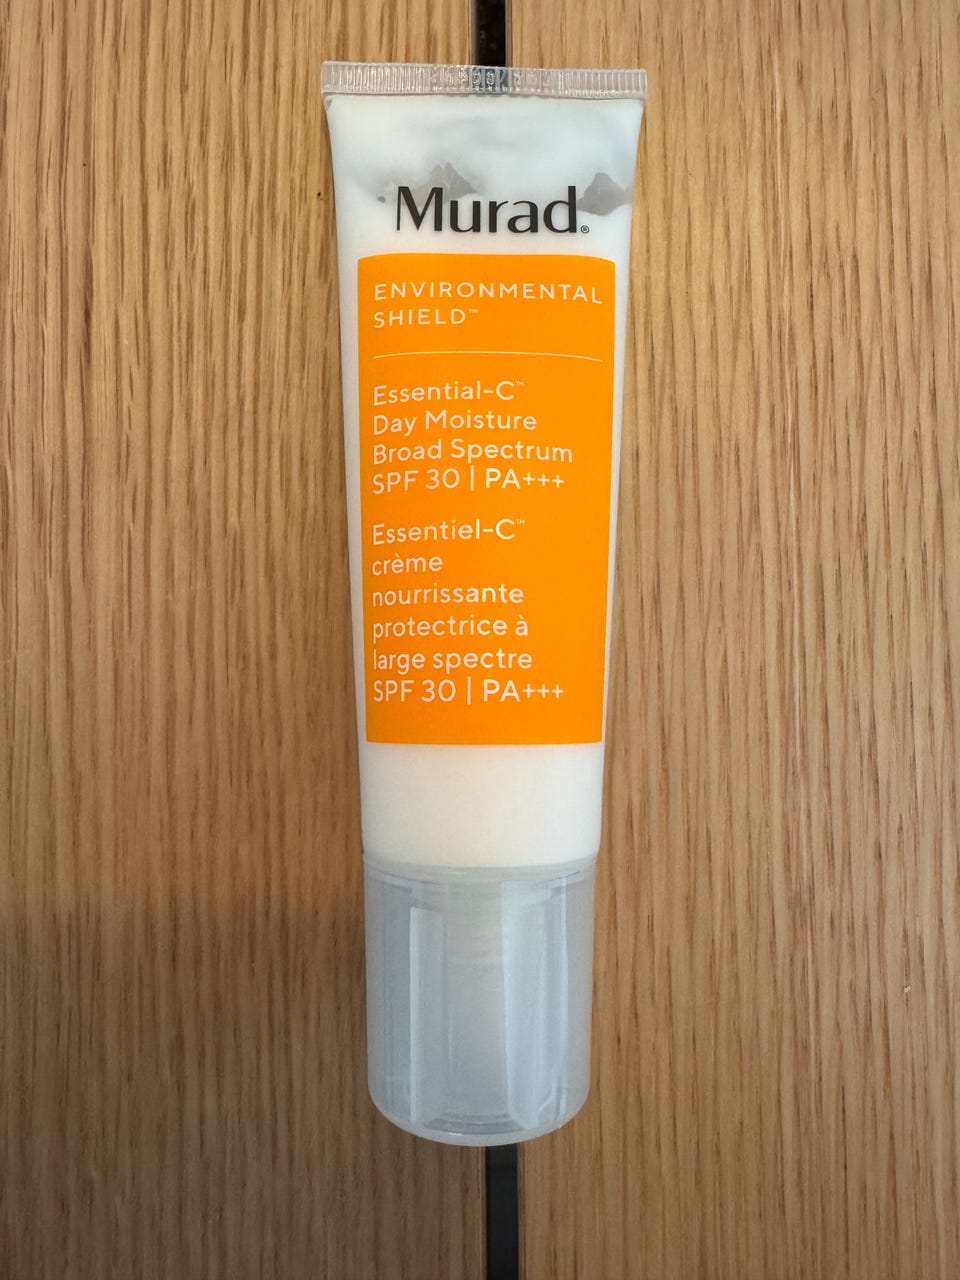 Murad®
ENVIRONMENTAL
SHIELD™
Essential-C™
Day Moisture
Broad Spectrum
SPF 30 | PA+++
Essentiel-C™
crème
nourrissante
protectrice à
large spectre
SPF 30 | PA+++